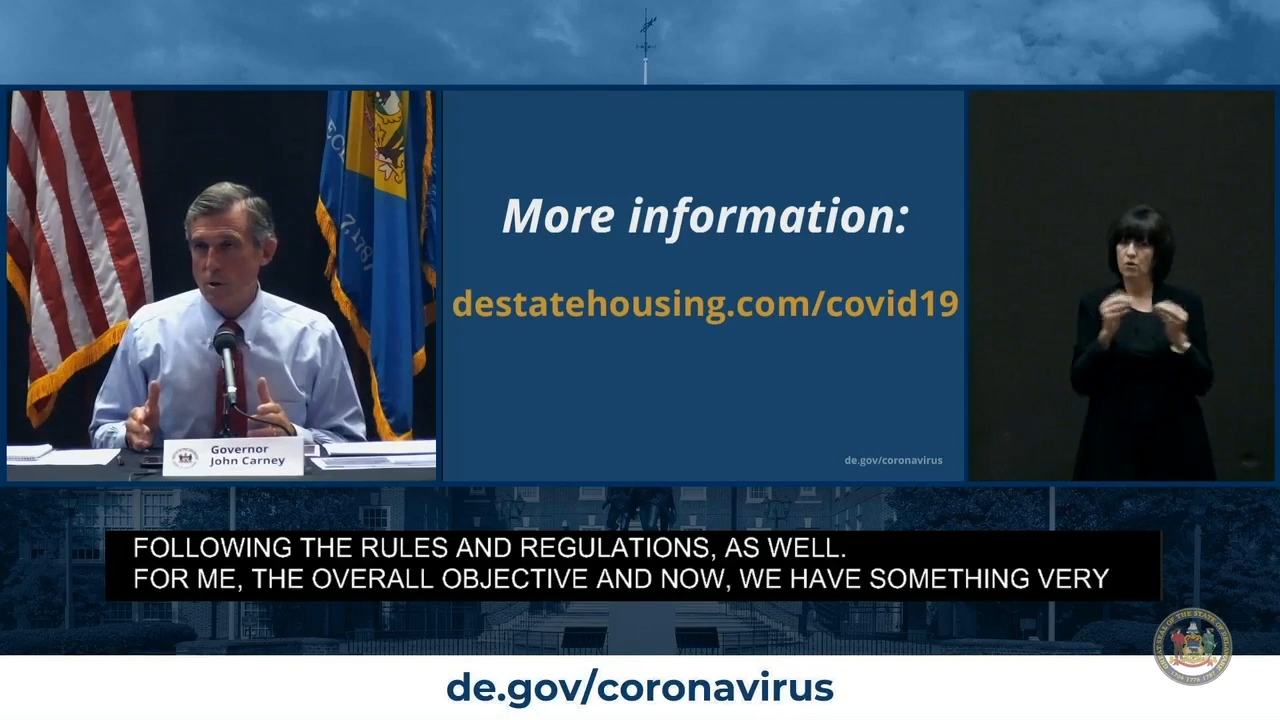 More information:
destatehousing.com/covid19
Governor
John Carney
de.gov/coronavirus
FOLLOWING THE RULES AND REGULATIONS, AS WELL.
FOR ME, THE OVERALL OBJECTIVE AND NOW, WE HAVE SOMETHING VERY
de.gov/coronavirus